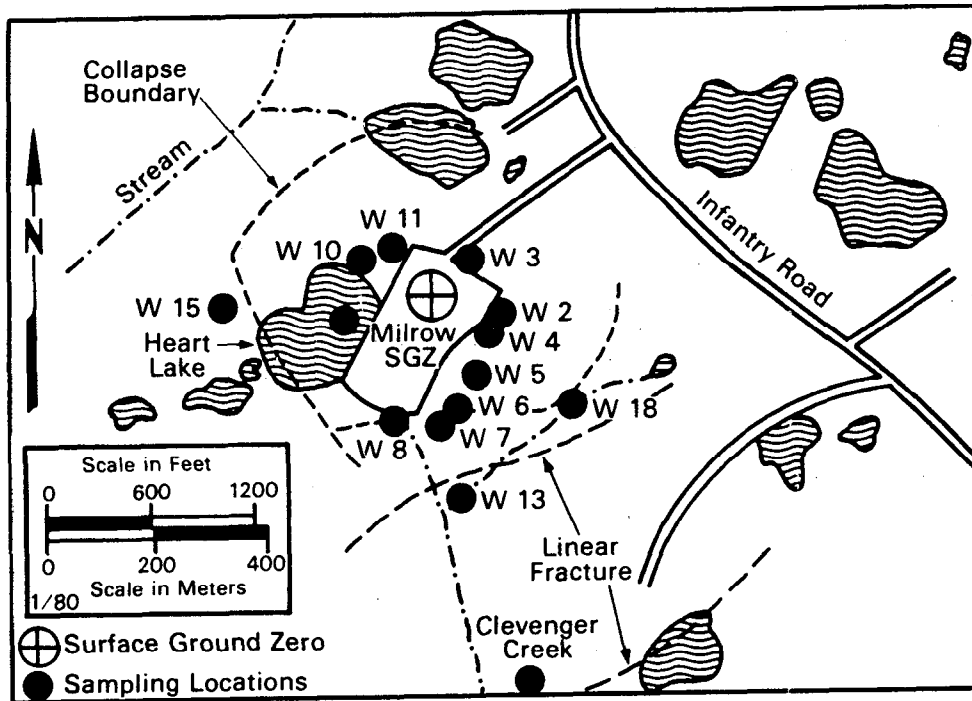 Collapse
Boundary
Stream
N
Infantry Road
W 11
W 10
W 3
W 15
W 2
Milrow
SGZ
W 4
Heart
Lake
W 5
W 6
W 18
W 7
W 8
W 13
Linear
Fracture
Clevenger
Creek
Scale in Feet
0 600 1200
0 200 400
Scale in Meters
1/80
Surface Ground Zero
Sampling Locations